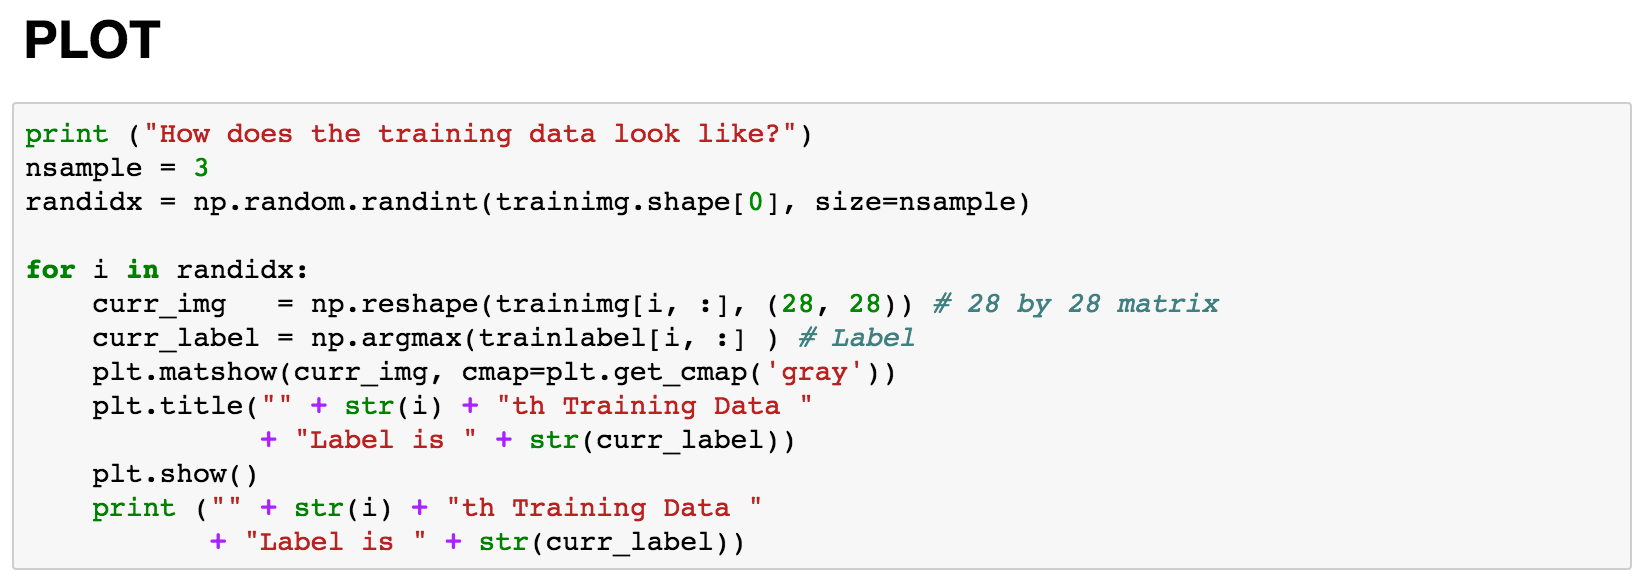 PLOT
print ("How does the training data look like?")
nsample = 3
randidx = np.random.randint(trainimg.shape[0], size=nsample)

for i in randidx:
    curr_img   = np.reshape(trainimg[i, :], (28, 28)) # 28 by 28 matrix
    curr_label = np.argmax(trainlabel[i, :] ) # Label
    plt.matshow(curr_img, cmap=plt.get_cmap('gray'))
    plt.title("" + str(i) + "th Training Data "
              + "Label is " + str(curr_label))
    plt.show()
    print ("" + str(i) + "th Training Data "
           + "Label is " + str(curr_label))